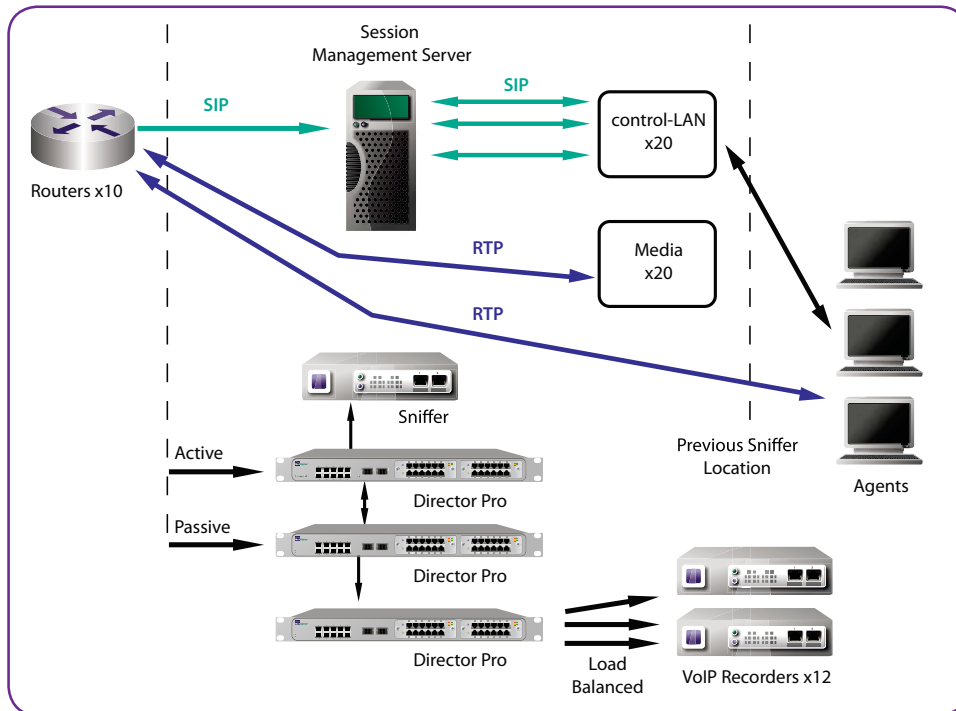 Session
Management Server
SIP
SIP
control-LAN
x20
Routers x10
RTP
Media
x20
RTP
Sniffer
Previous Sniffer
Location
Agents
Active
Director Pro
Passive
Director Pro
Director Pro
Load
Balanced
VoIP Recorders x12